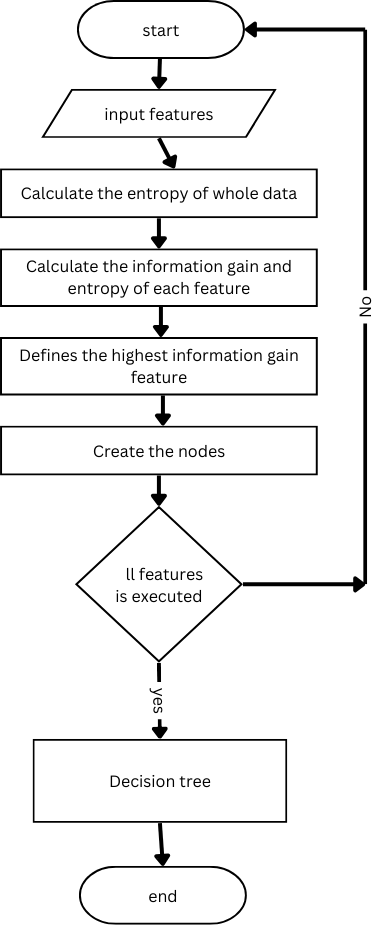 start
input features
Calculate the entropy of whole data
Calculate the information gain and
entropy of each feature
Defines the highest information gain
feature
Create the nodes
ll features
is executed
No
yes
Decision tree
end